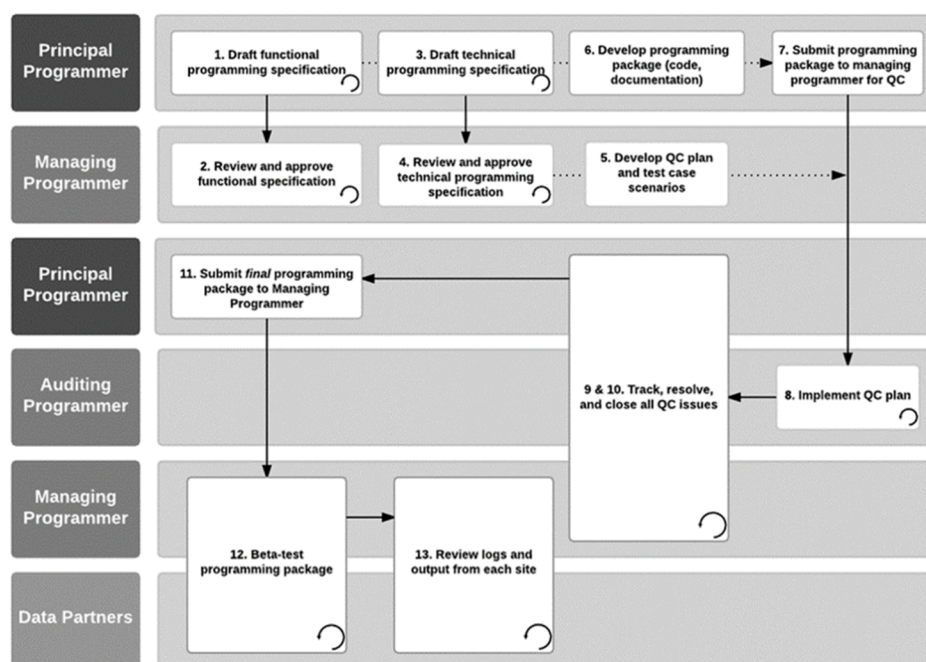 Principal
Programmer
1. Draft functional
programming specification
3. Draft technical
programming specification
6. Develop programming
package (code,
documentation)
7. Submit programming
package to managing
programmer for QC
Managing
Programmer
2. Review and approve
functional specification
4. Review and approve
technical programming
specification
5. Develop QC plan
and test case
scenarios
Principal
Programmer
11. Submit final programming
package to Managing
Programmer
Auditing
Programmer
9 & 10. Track, resolve,
and close all QC issues
8. Implement QC plan
Managing
Programmer
12. Beta-test
programming package
13. Review logs and
output from each site
Data Partners